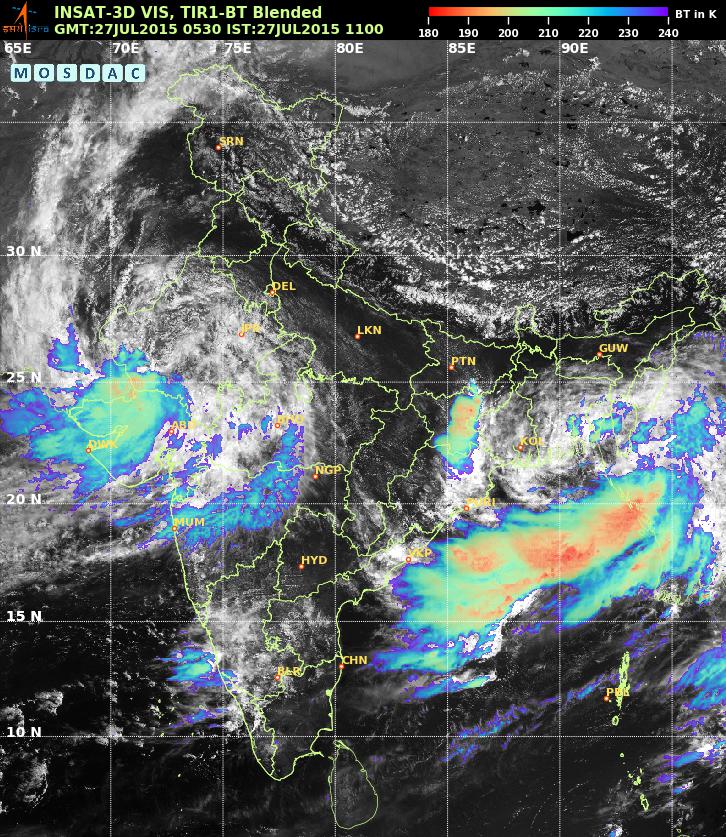 INSAT-3D VIS, TIR1-BT Blended
GMT:27JUL2015 0530 IST:27JUL2015 1100
BT in K
180 190 200 210 220 230 240
65E 70E 75E 80E 85E 90E
MOSDAC
SRN
30 N
DEL
JPR
LKN
GUW
PTN
25 N
DWK
KOL
NGP
20 N
PURI
MUM
VKP
HYD
15 N
CHN
BLR
PBL
10 N